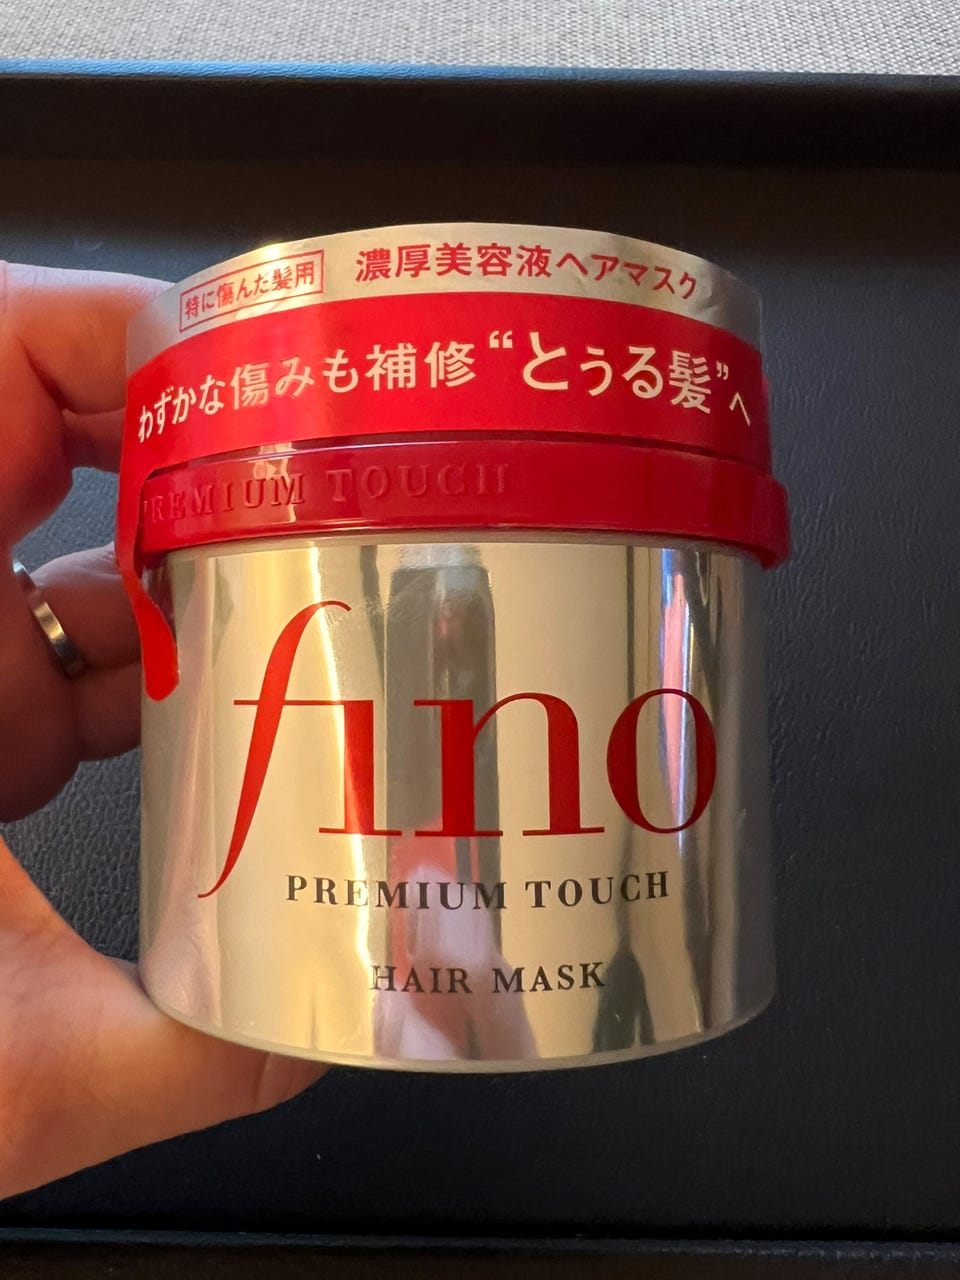 特に傷んだ髪用
濃厚美容液ヘアマスク
わずかな傷みも補修“とぅる髪”へ
PREMIUM TOUCH
fino
PREMIUM TOUCH
HAIR MASK